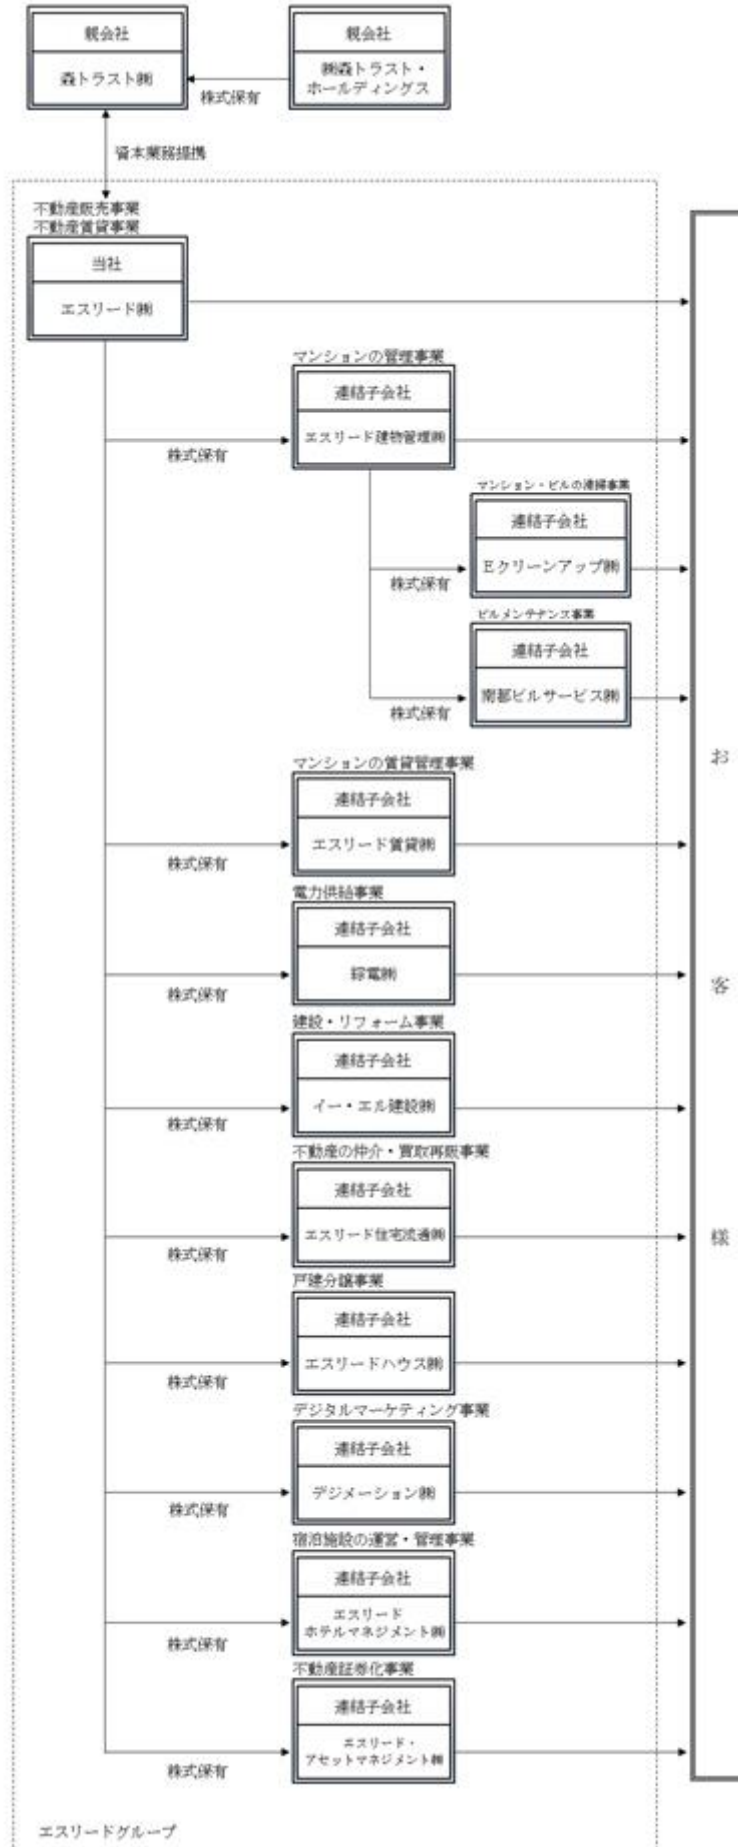 親会社
森トラスト㈱
親会社
㈱森トラスト・
ホールディングス
株式保有
資本業務提携
不動産販売事業
不動産賃貸事業
当社
エスリード㈱
マンションの管理事業
連結子会社
エスリード建物管理㈱
株式保有
マンション・ビルの清掃事業
連結子会社
Eクリーンアップ㈱
株式保有
ビルメンテナンス事業
連結子会社
南都ビルサービス㈱
株式保有
マンションの賃貸管理事業
連結子会社
エスリード賃貸㈱
株式保有
電力供給事業
連結子会社
綜電㈱
株式保有
建設・リフォーム事業
連結子会社
イー・エル建設㈱
株式保有
不動産の仲介・買取再販事業
連結子会社
エスリード住宅流通㈱
株式保有
戸建分譲事業
連結子会社
エスリードハウス㈱
株式保有
デジタルマーケティング事業
連結子会社
デジメーション㈱
株式保有
宿泊施設の運営・管理事業
連結子会社
エスリード
ホテルマネジメント㈱
株式保有
不動産証券化事業
連結子会社
エスリード・
アセットマネジメント㈱
株式保有
お客様
エスリードグループ